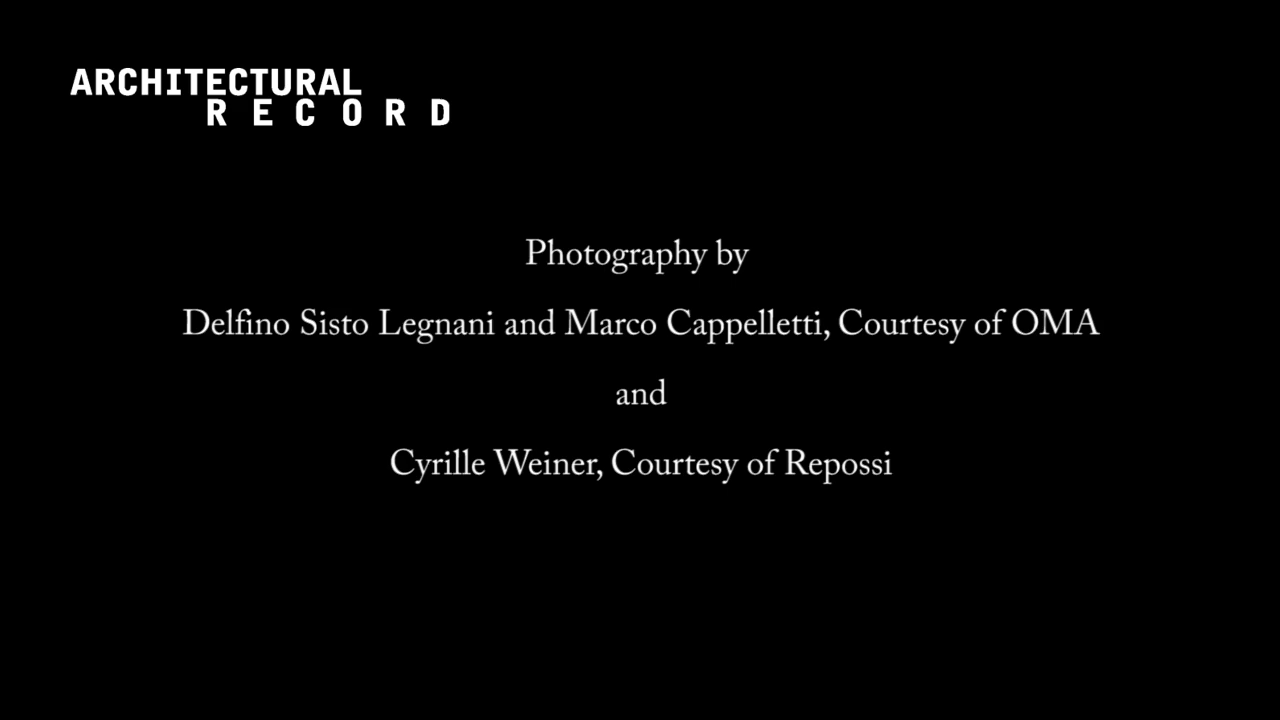 ARCHITECTURAL
RECORD
Photography by
Delfino Sisto Legnani and Marco Cappelletti, Courtesy of OMA
and
Cyrille Weiner, Courtesy of Repossi